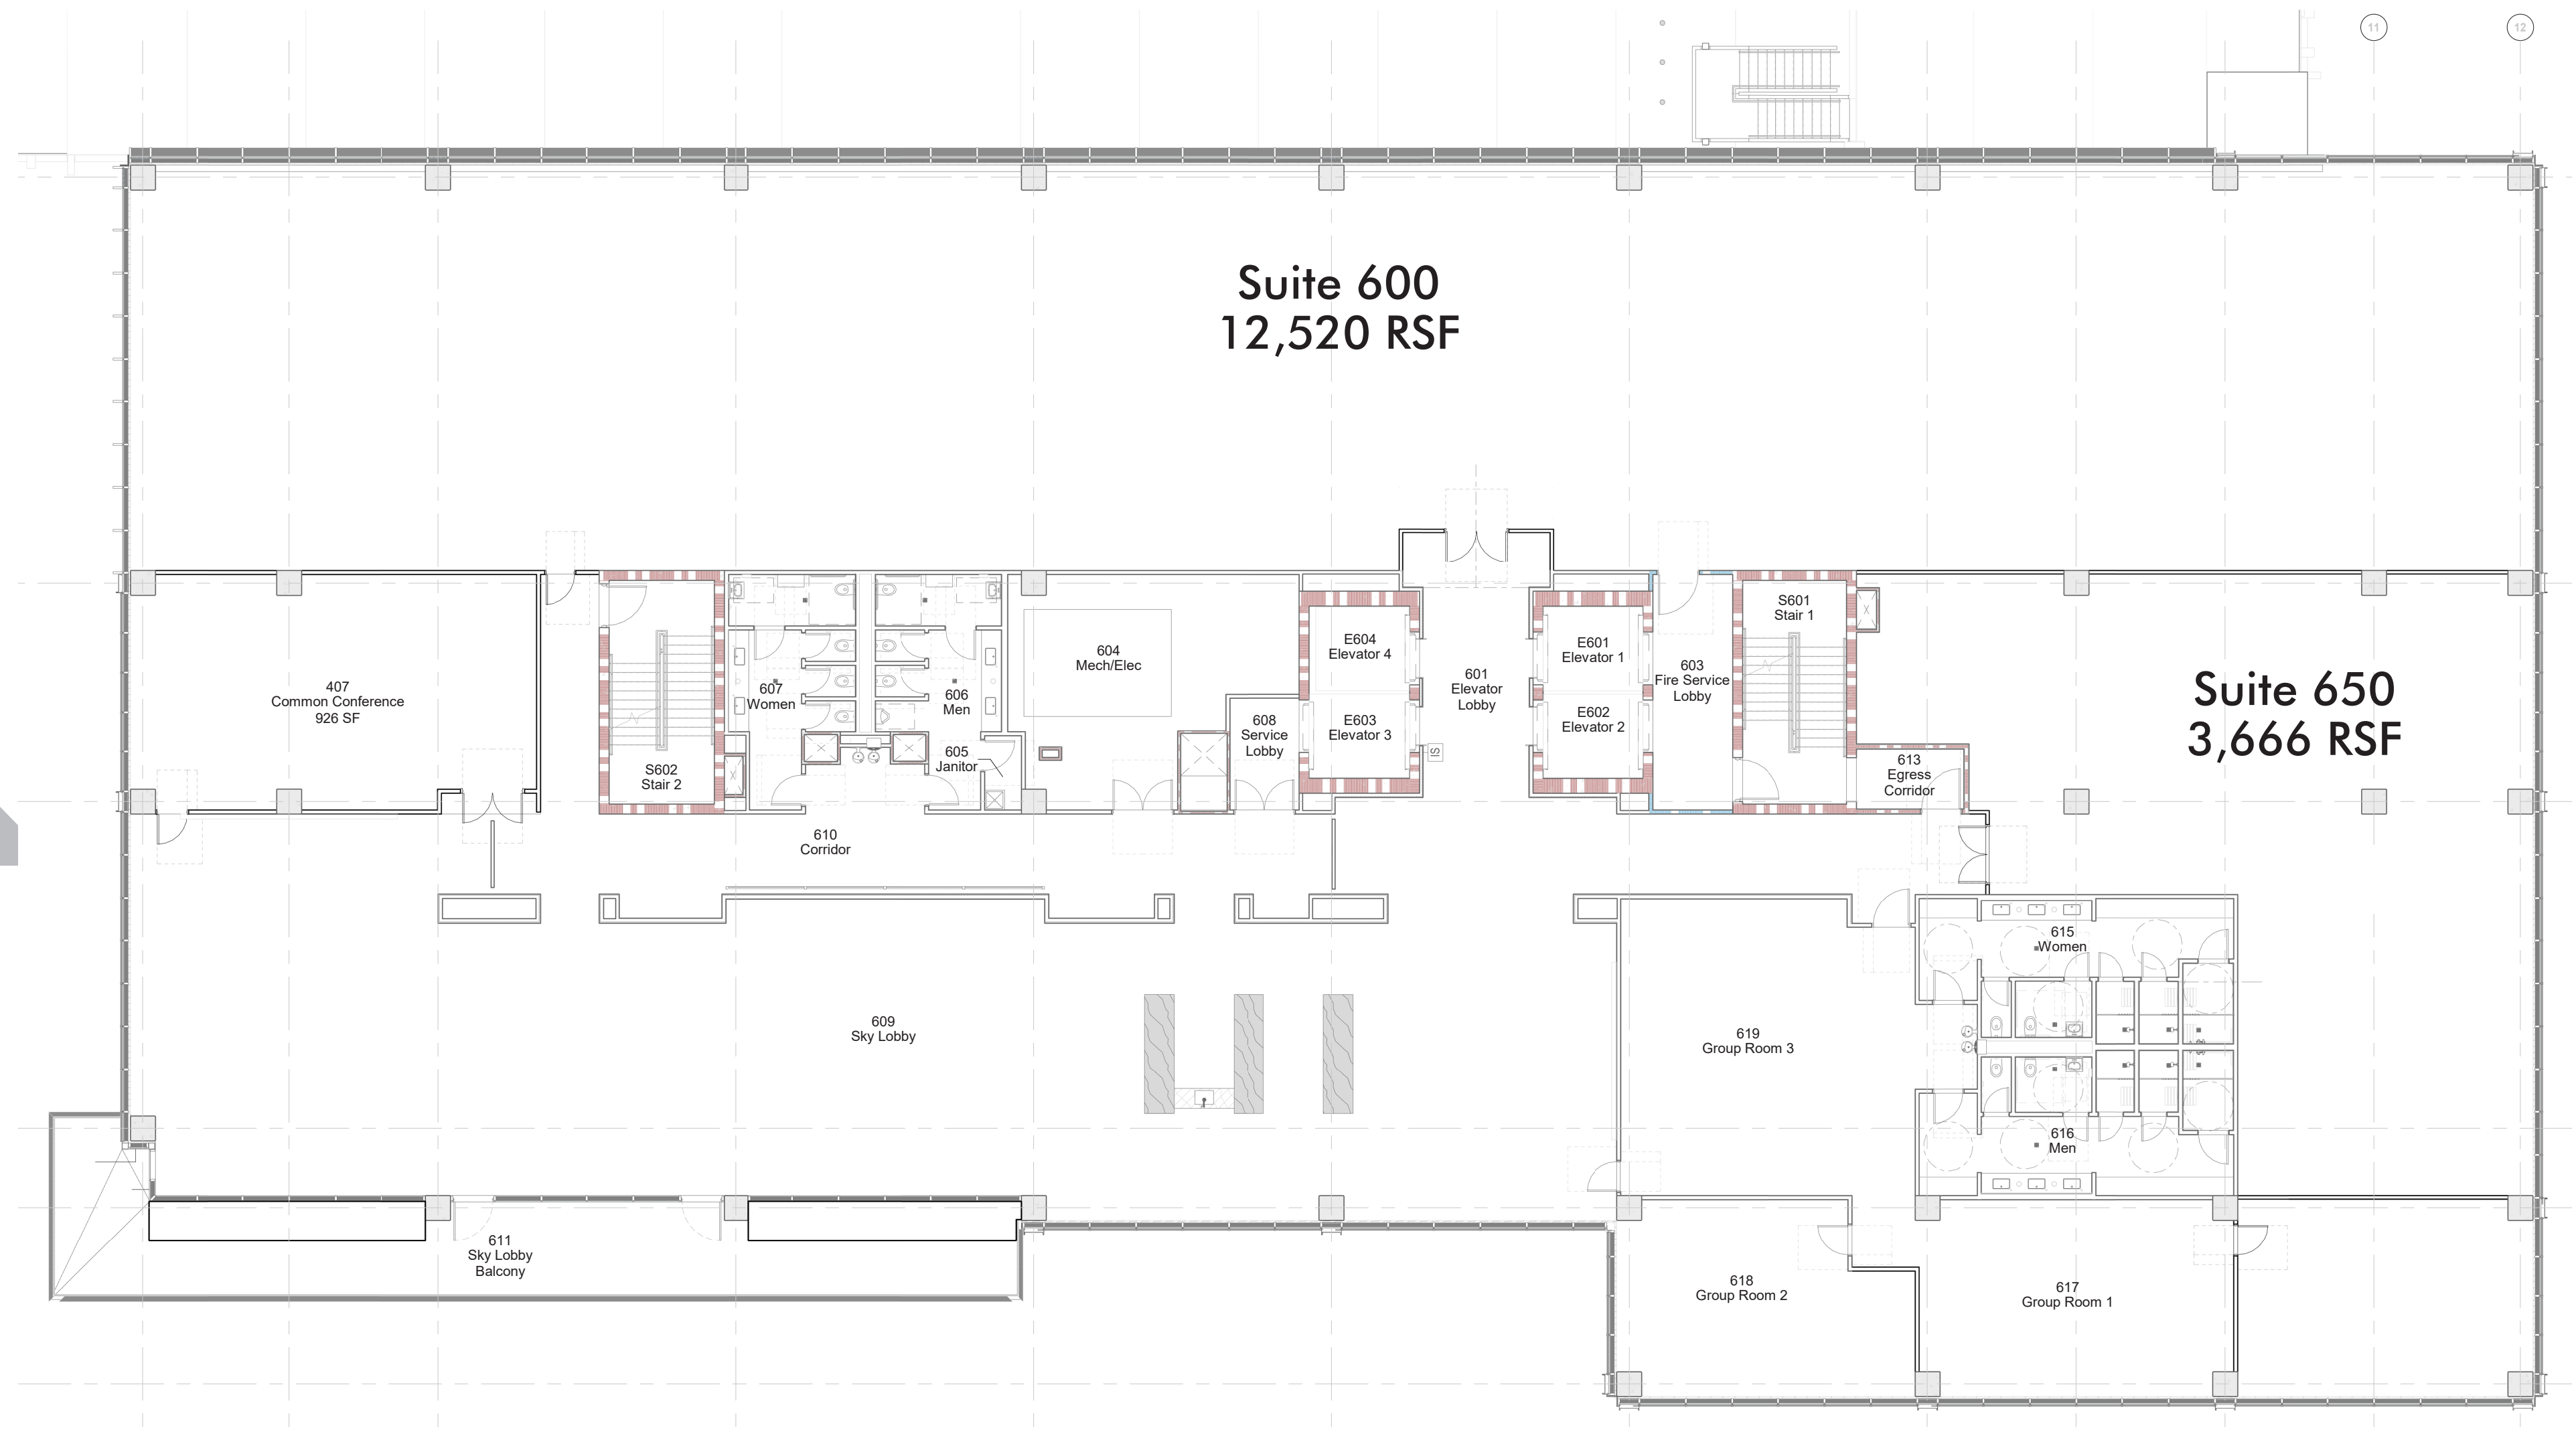 11
12
Suite 600
12,520 RSF
407
Common Conference
926 SF
S602
Stair 2
607
Women
606
Men
605
Janitor
604
Mech/Elec
608
Service
Lobby
E604
Elevator 4
E603
Elevator 3
601
Elevator
Lobby
SI
E601
Elevator 1
E602
Elevator 2
603
Fire Service
Lobby
S601
Stair 1
613
Egress
Corridor
Suite 650
3,666 RSF
610
Corridor
609
Sky Lobby
619
Group Room 3
615
Women
616
Men
611
Sky Lobby
Balcony
618
Group Room 2
617
Group Room 1